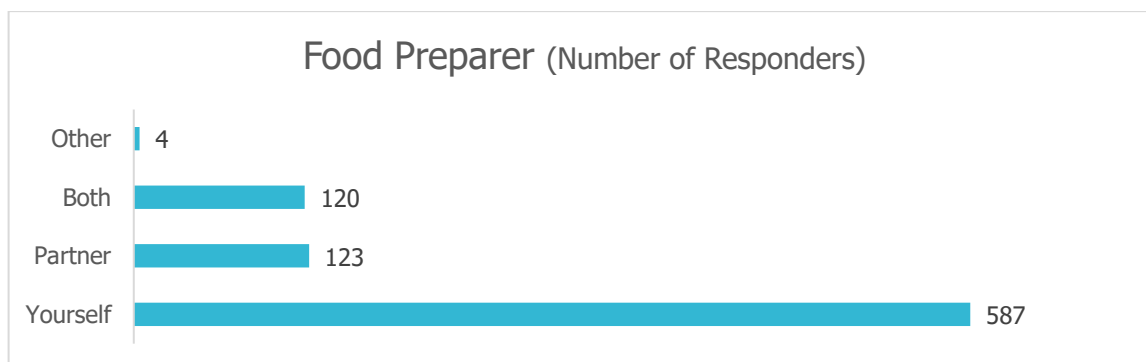 Food Preparer (Number of Responders)
Other 4
Both 120
Partner 123
Yourself 587